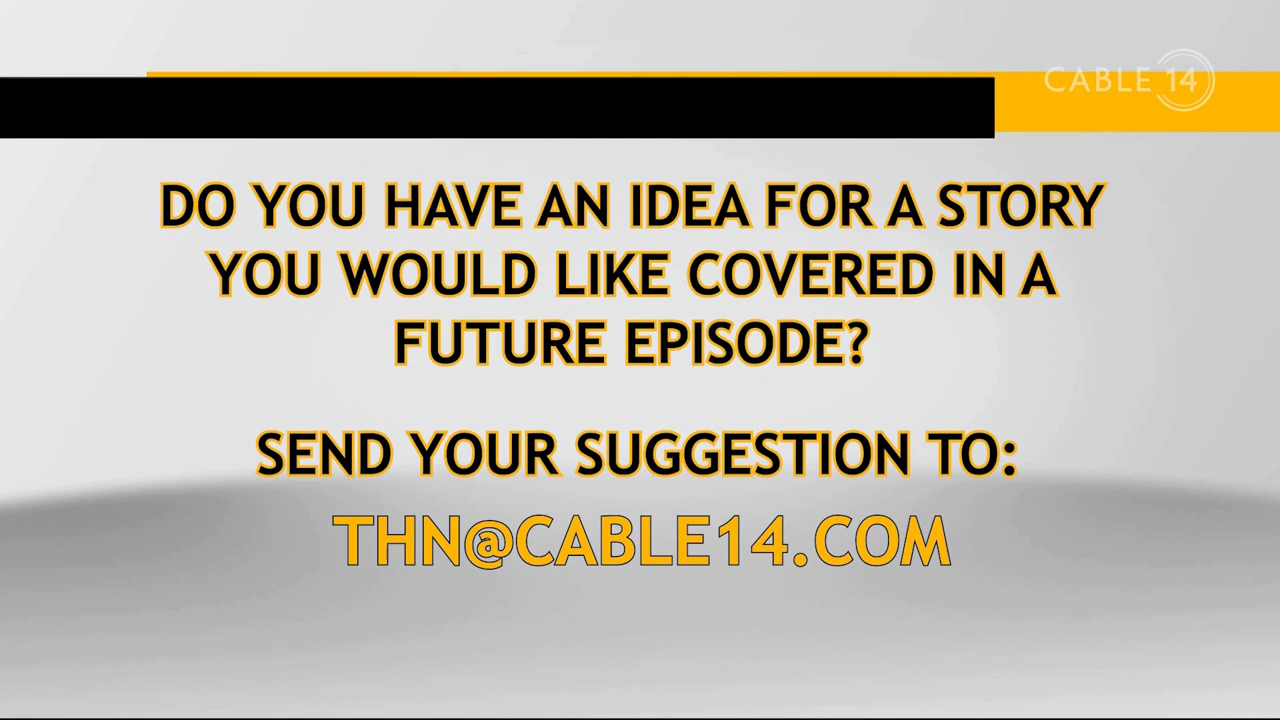 CABLE 14
DO YOU HAVE AN IDEA FOR A STORY
YOU WOULD LIKE COVERED IN A
FUTURE EPISODE?
SEND YOUR SUGGESTION TO:
THN@CABLE14.COM